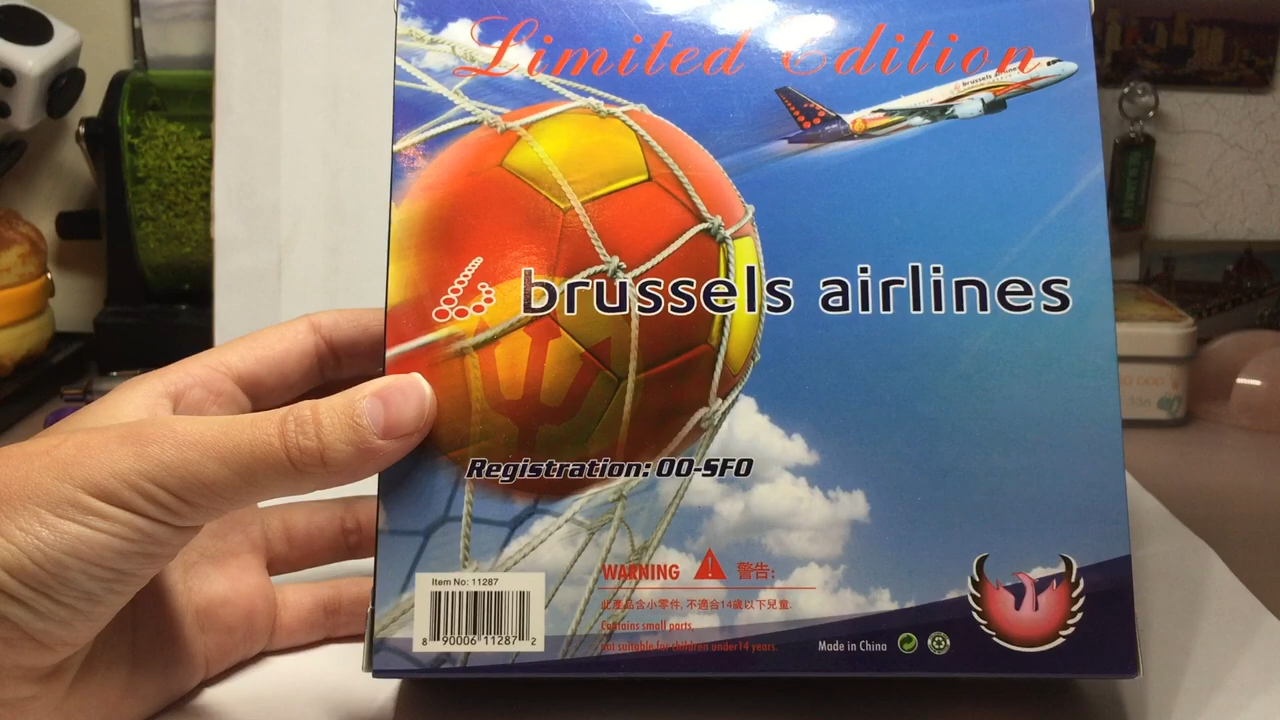 Limited Edition
brussels airlines
brussels airlines
Registration: OO-SFO
WARNING 警告:
此產品含小零件, 不適合14歲以下兒童.
Contains small parts,
not suitable for children under14 years.
Item No: 11287
8 90006 11287 2
Made in China